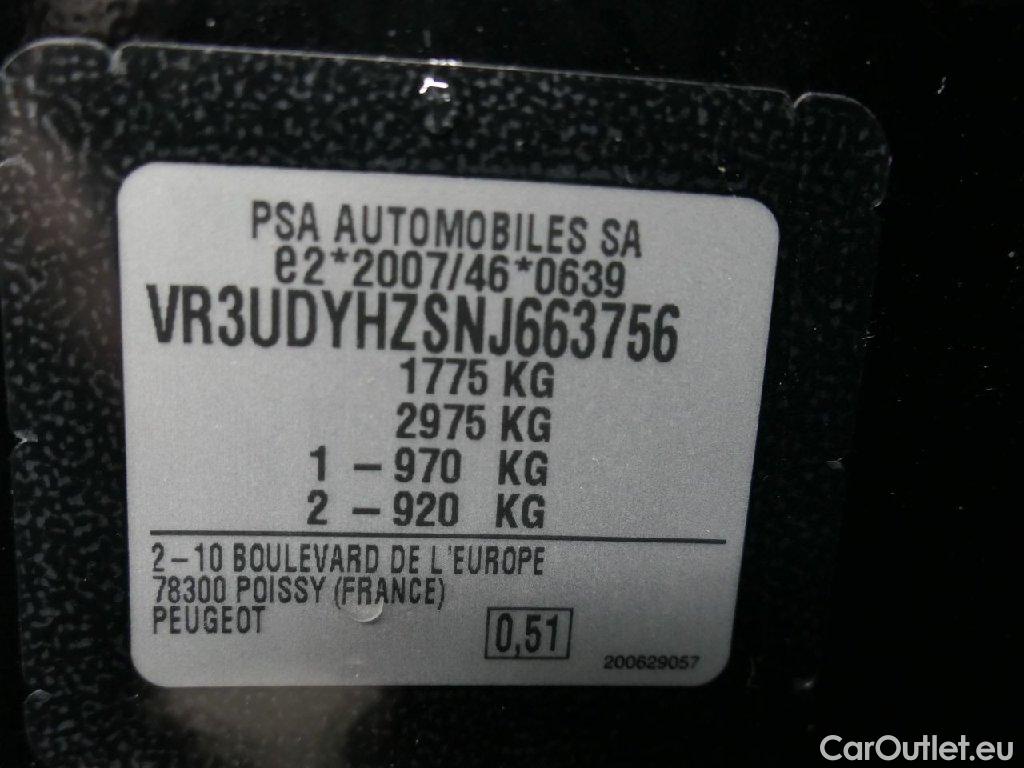 PSA AUTOMOBILES SA
e2*2007/46*0639
VR3UDYHZSNJ663756
1775 KG
2975 KG
1 - 970 KG
2 - 920 KG
2-10 BOULEVARD DE L'EUROPE
78300 POISSY (FRANCE)
PEUGEOT
0,51
200629057
CarOutlet.eu